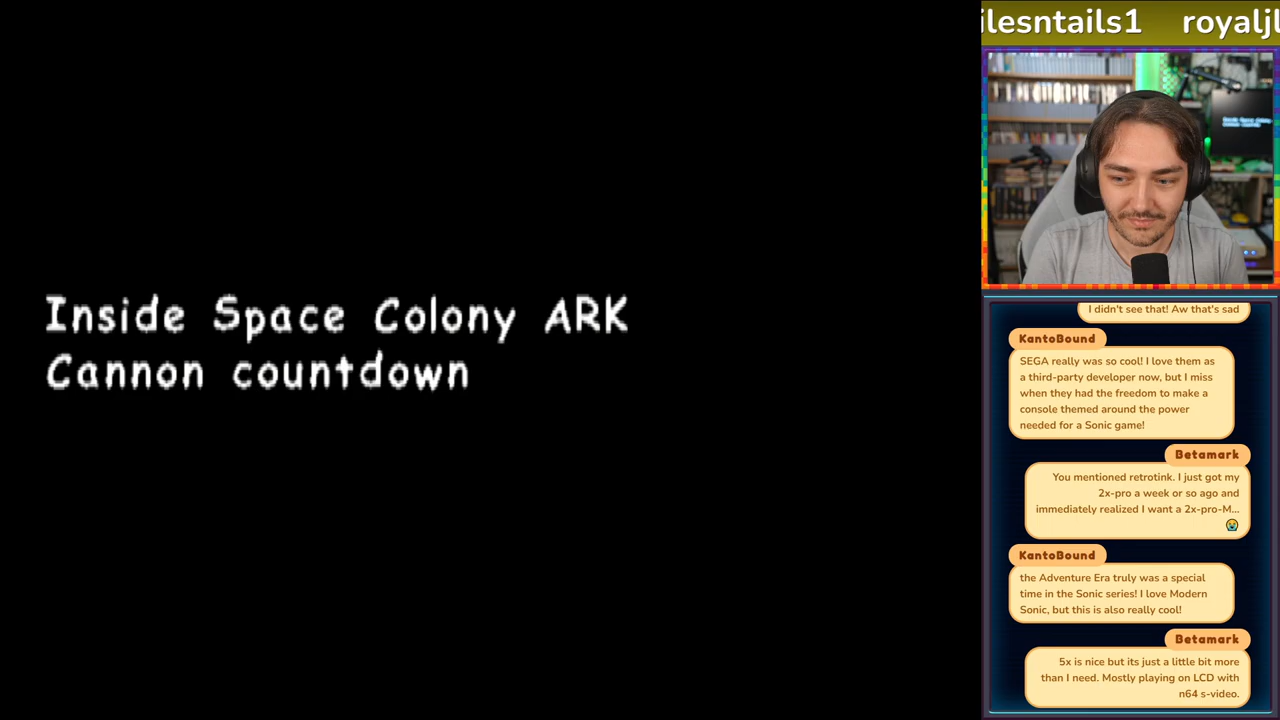 ilesntails1 royalj
Inside Space Colony ARK
Cannon countdown
I didn't see that! Aw that's sad
KantoBound
SEGA really was so cool! I love them as
a third-party developer now, but I miss
when they had the freedom to make a
console themed around the power
needed for a Sonic game!
Betamark
You mentioned retrotink. I just got my
2x-pro a week or so ago and
immediately realized I want a 2x-pro-M...
😭
KantoBound
the Adventure Era truly was a special
time in the Sonic series! I love Modern
Sonic, but this is also really cool!
Betamark
5x is nice but its just a little bit more
than I need. Mostly playing on LCD with
n64 s-video.